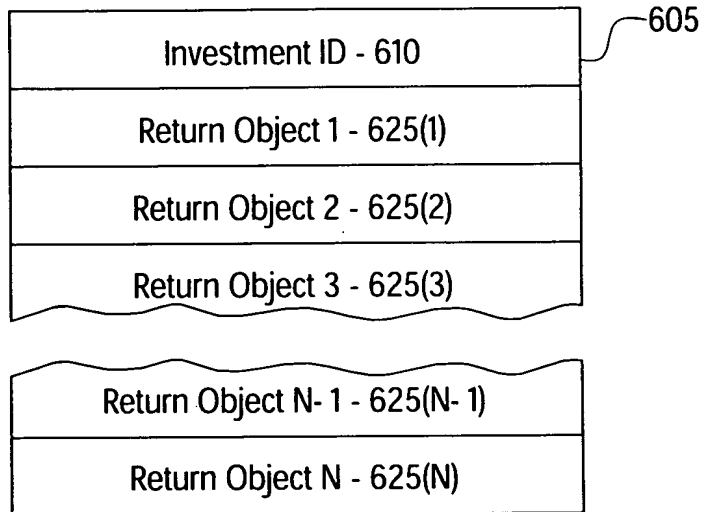 605
Investment ID - 610
Return Object 1 - 625(1)
Return Object 2 - 625(2)
Return Object 3 - 625(3)
Return Object N-1 - 625(N-1)
Return Object N - 625(N)